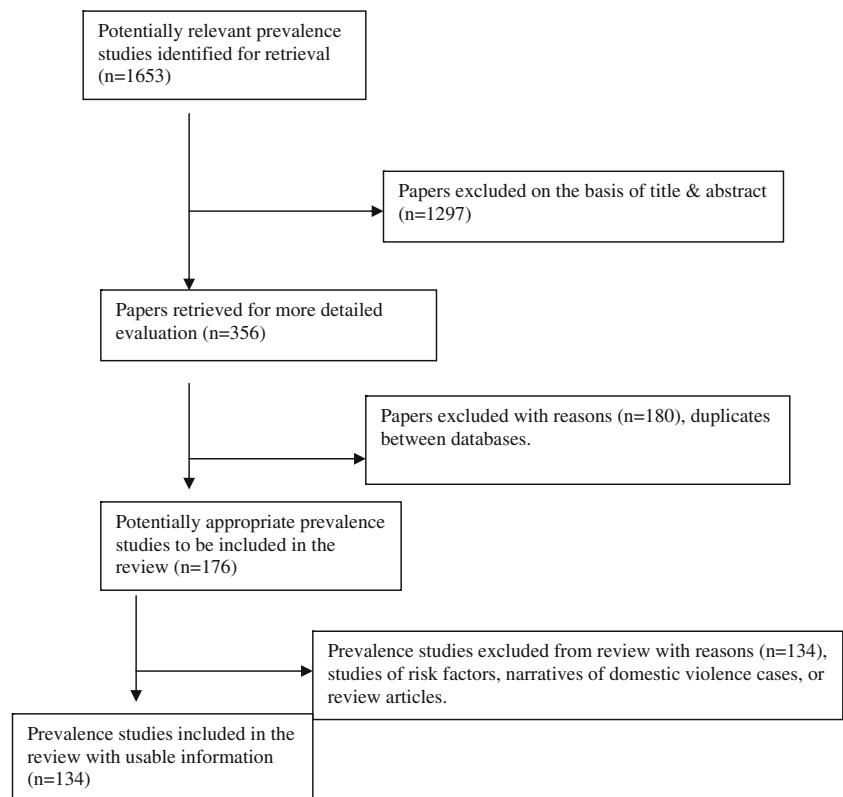 Potentially relevant prevalence
studies identified for retrieval
(n=1653)
Papers excluded on the basis of title & abstract
(n=1297)
Papers retrieved for more detailed
evaluation (n=356)
Papers excluded with reasons (n=180), duplicates
between databases.
Potentially appropriate prevalence
studies to be included in the
review (n=176)
Prevalence studies excluded from review with reasons (n=134),
studies of risk factors, narratives of domestic violence cases, or
review articles.
Prevalence studies included in the
review with usable information
(n=134)